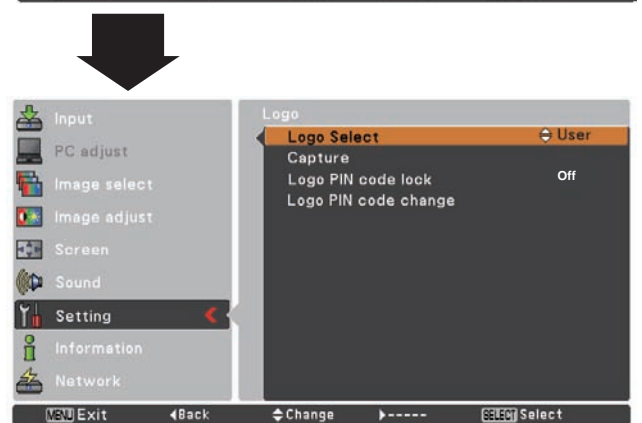 Input
PC adjust
Image select
Image adjust
Screen
Sound
Setting
Information
Network
Logo
Logo Select User
Capture
Logo PIN code lock Off
Logo PIN code change
MENU Exit Back Change ----- SELECT Select